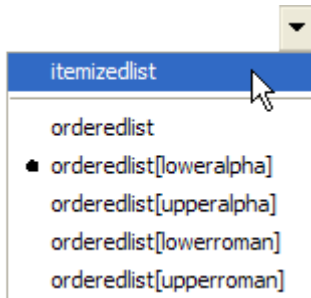 itemizedlist
orderedlist
orderedlist[loweralpha]
orderedlist[upperalpha]
orderedlist[lowerroman]
orderedlist[upperroman]